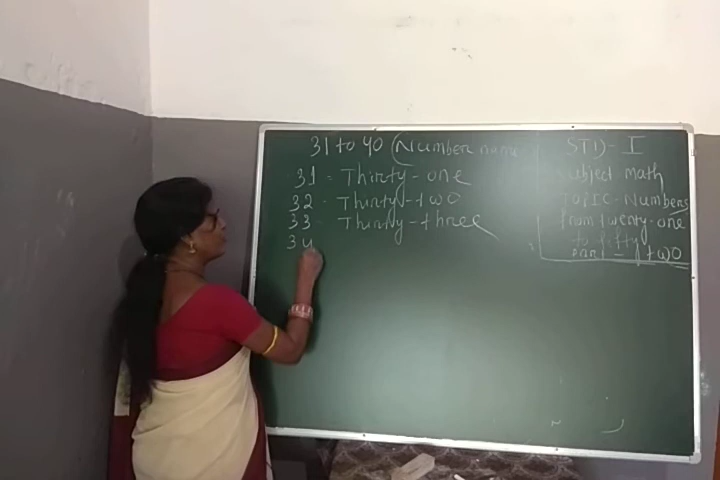 31 to 40 (Number name
31 = Thirty-one
32 - Thirty-two
33 Thirty-three
34
STD - I
Subject math
TOPIC - Numbers
from twenty-one
to fifty
part - two